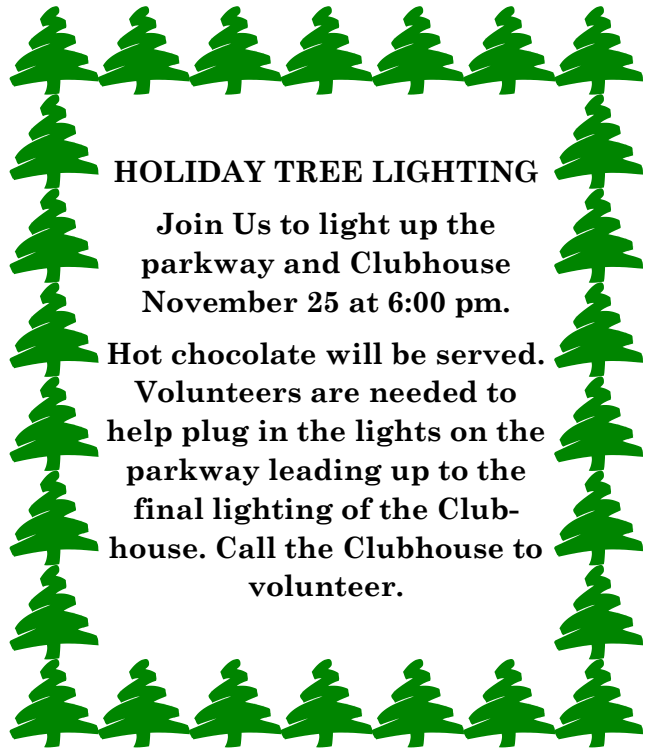 HOLIDAY TREE LIGHTING
Join Us to light up the
parkway and Clubhouse
November 25 at 6:00 pm.
Hot chocolate will be served.
Volunteers are needed to
help plug in the lights on the
parkway leading up to the
final lighting of the Club-
house. Call the Clubhouse to
volunteer.